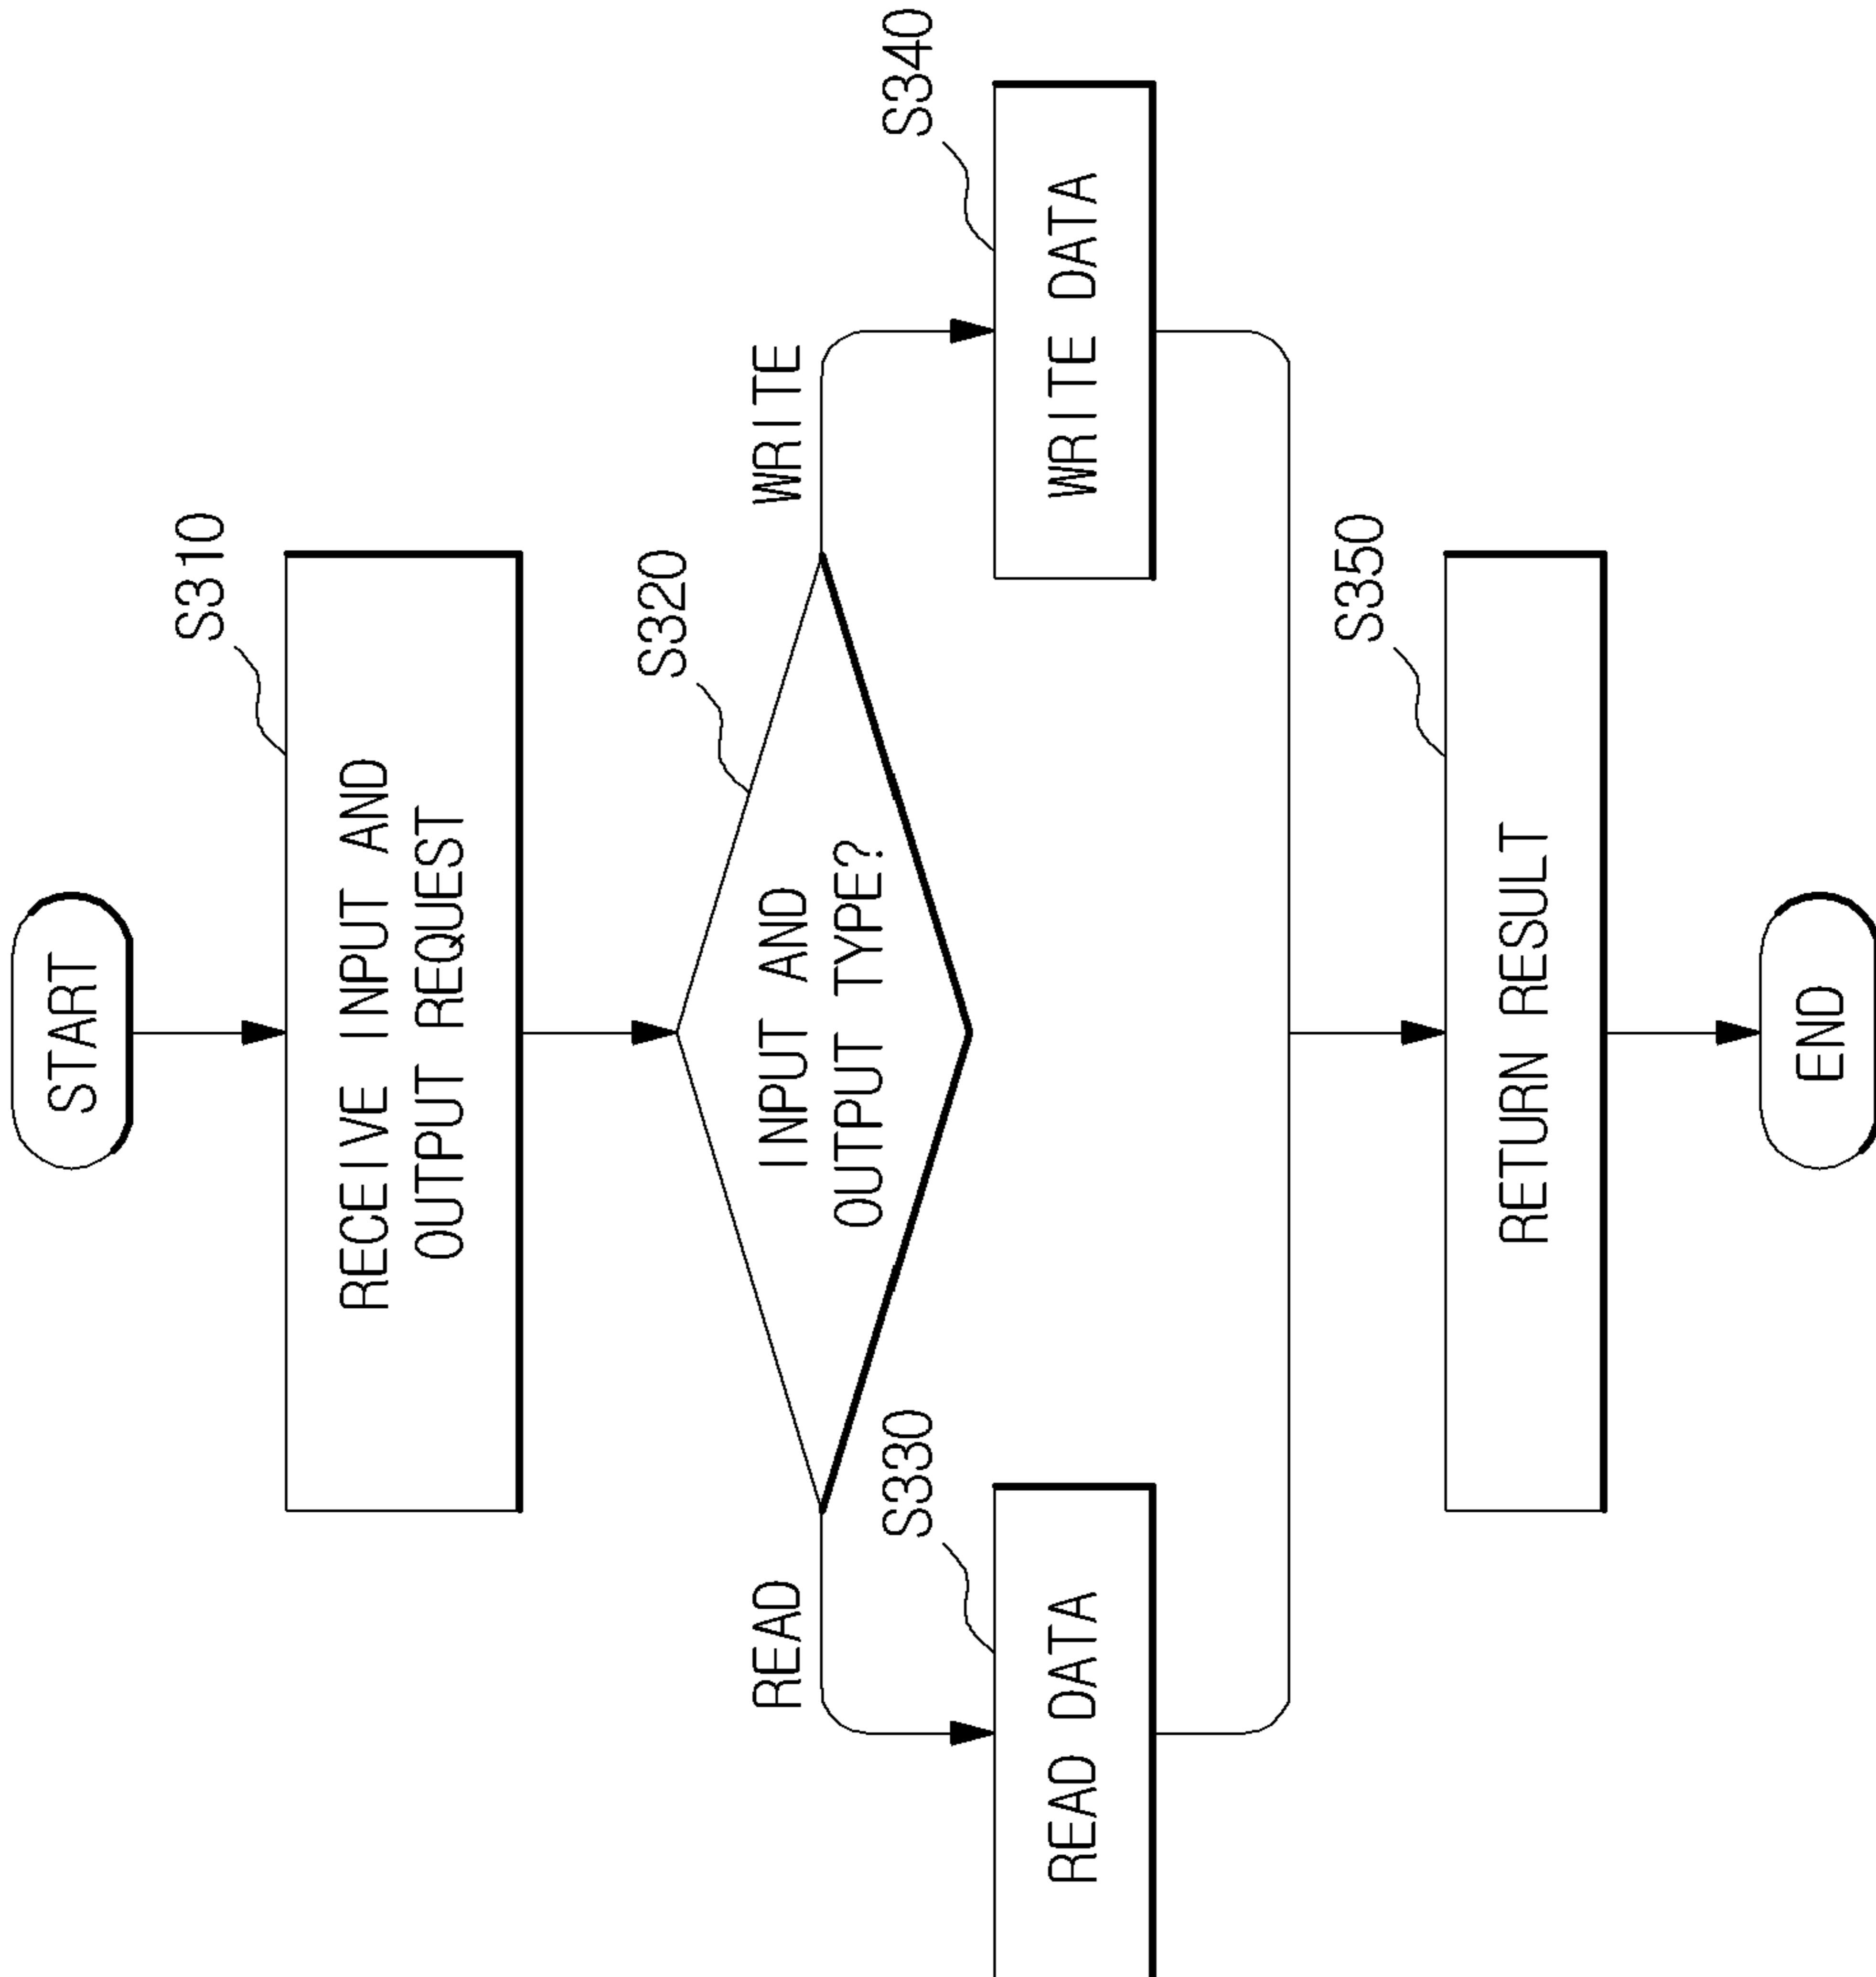 START
S310
RECEIVE INPUT AND
OUTPUT REQUEST
S320
INPUT AND
OUTPUT TYPE?
READ
WRITE
S330
READ DATA
S340
WRITE DATA
S350
RETURN RESULT
END